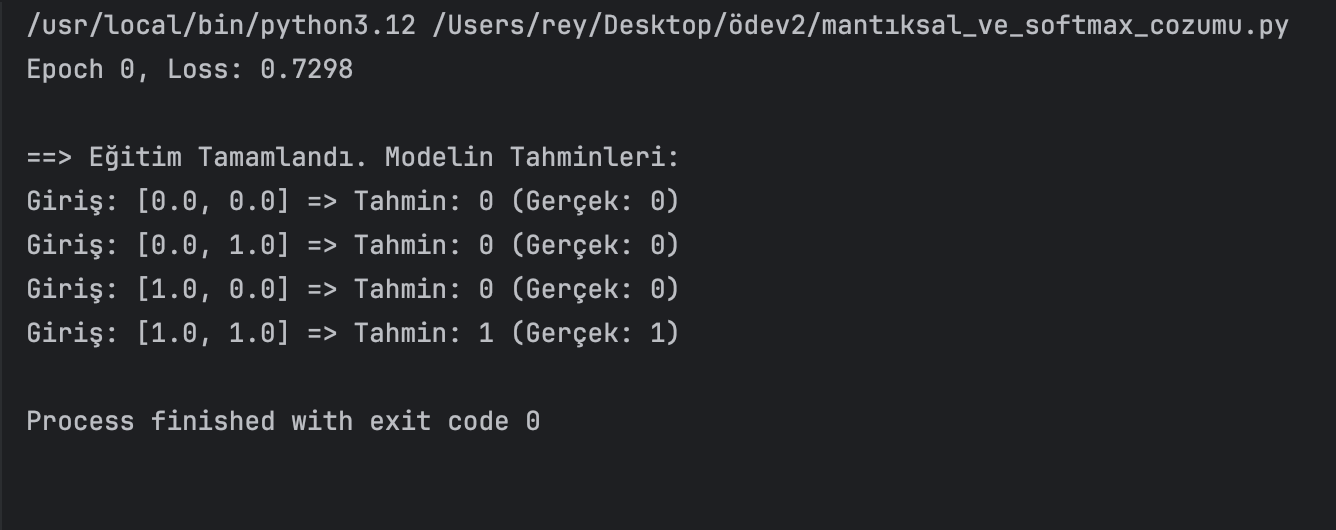 /usr/local/bin/python3.12 /Users/rey/Desktop/ödev2/mantıksal_ve_softmax_cozumu.py
Epoch 0, Loss: 0.7298
==> Eğitim Tamamlandı. Modelin Tahminleri:
Giriş: [0.0, 0.0] => Tahmin: 0 (Gerçek: 0)
Giriş: [0.0, 1.0] => Tahmin: 0 (Gerçek: 0)
Giriş: [1.0, 0.0] => Tahmin: 0 (Gerçek: 0)
Giriş: [1.0, 1.0] => Tahmin: 1 (Gerçek: 1)
Process finished with exit code 0